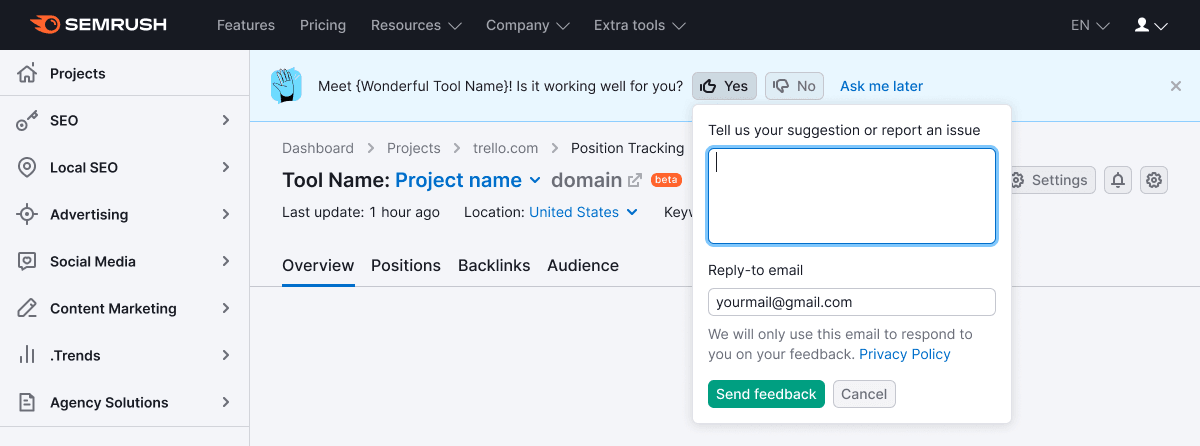 SEMRUSH
Features Pricing Resources Company Extra tools EN
Projects
SEO
Local SEO
Advertising
Social Media
Content Marketing
.Trends
Agency Solutions
Meet {Wonderful Tool Name}! Is it working well for you? Yes No Ask me later
Dashboard Projects trello.com Position Tracking
Tool Name: Project name domain beta
Settings
Last update: 1 hour ago Location: United States Keyw
Overview Positions Backlinks Audience
Tell us your suggestion or report an issue
Reply-to email
yourmail@gmail.com
We will only use this email to respond to
you on your feedback. Privacy Policy
Send feedback Cancel